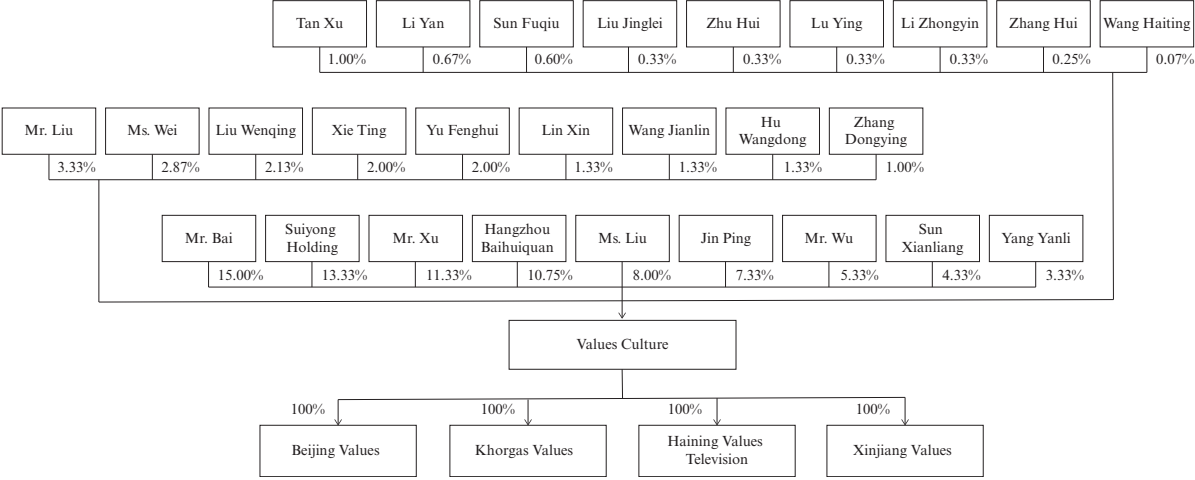 Tan Xu
Li Yan
Sun Fuqiu
Liu Jinglei
Zhu Hui
Lu Ying
Li Zhongyin
Zhang Hui
Wang Haiting
1.00%
0.67%
0.60%
0.33%
0.33%
0.33%
0.33%
0.25%
0.07%
Mr. Liu
Ms. Wei
Liu Wenqing
Xie Ting
Yu Fenghui
Lin Xin
Wang Jianlin
Hu
Wangdong
Zhang
Dongying
3.33%
2.87%
2.13%
2.00%
2.00%
1.33%
1.33%
1.33%
1.00%
Mr. Bai
Suiyong
Holding
Mr. Xu
Hangzhou
Baihuiquan
Ms. Liu
Jin Ping
Mr. Wu
Sun
Xianliang
Yang Yanli
15.00%
13.33%
11.33%
10.75%
8.00%
7.33%
5.33%
4.33%
3.33%
Values Culture
100%
100%
100%
100%
Beijing Values
Khorgas Values
Haining Values
Television
Xinjiang Values